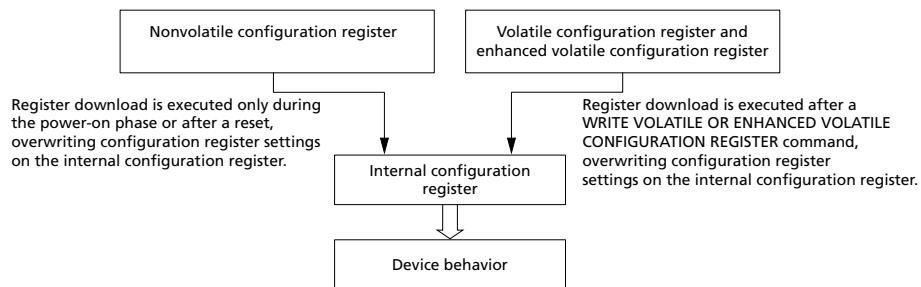 Nonvolatile configuration register
Volatile configuration register and
enhanced volatile configuration register
Register download is executed only during
the power-on phase or after a reset,
overwriting configuration register settings
on the internal configuration register.
Register download is executed after a
WRITE VOLATILE OR ENHANCED VOLATILE
CONFIGURATION REGISTER command,
overwriting configuration register
settings on the internal configuration register.
Internal configuration
register
Device behavior